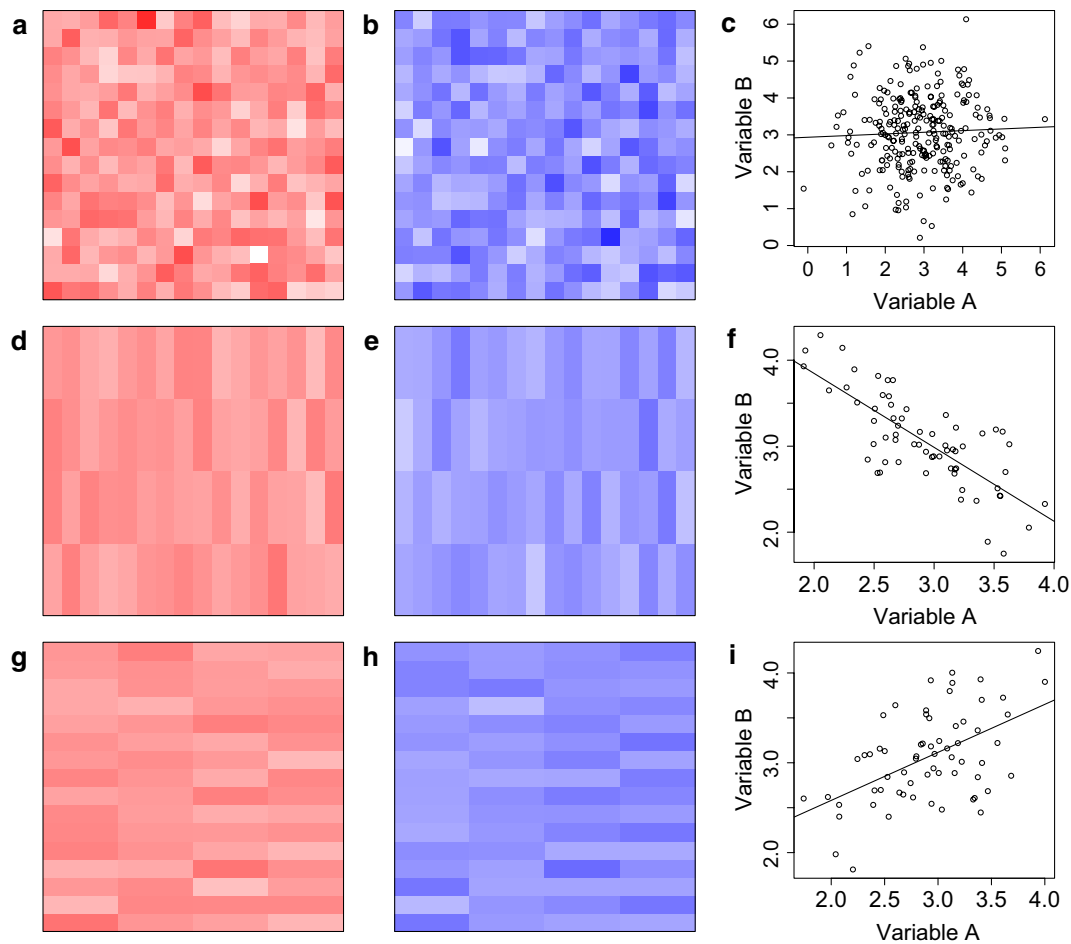 a
b
c
0 1 2 3 4 5 6
Variable B
0 1 2 3 4 5 6
Variable A
d
e
f
2.0 3.0 4.0
Variable B
2.0 2.5 3.0 3.5 4.0
Variable A
g
h
i
2.0 3.0 4.0
Variable B
2.0 2.5 3.0 3.5 4.0
Variable A